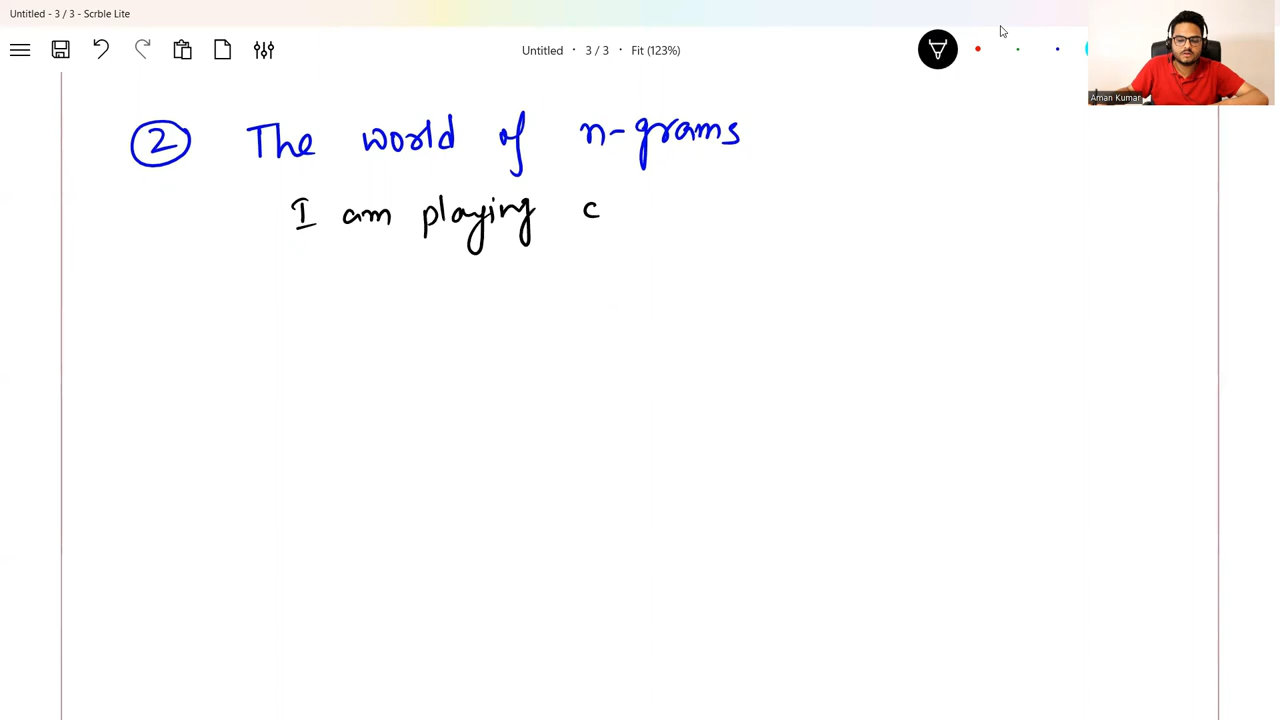 Untitled - 3 / 3 - Scrble Lite
Untitled · 3 / 3 · Fit (123%)
Aman Kumar
2 The world of n-grams
I am playing c